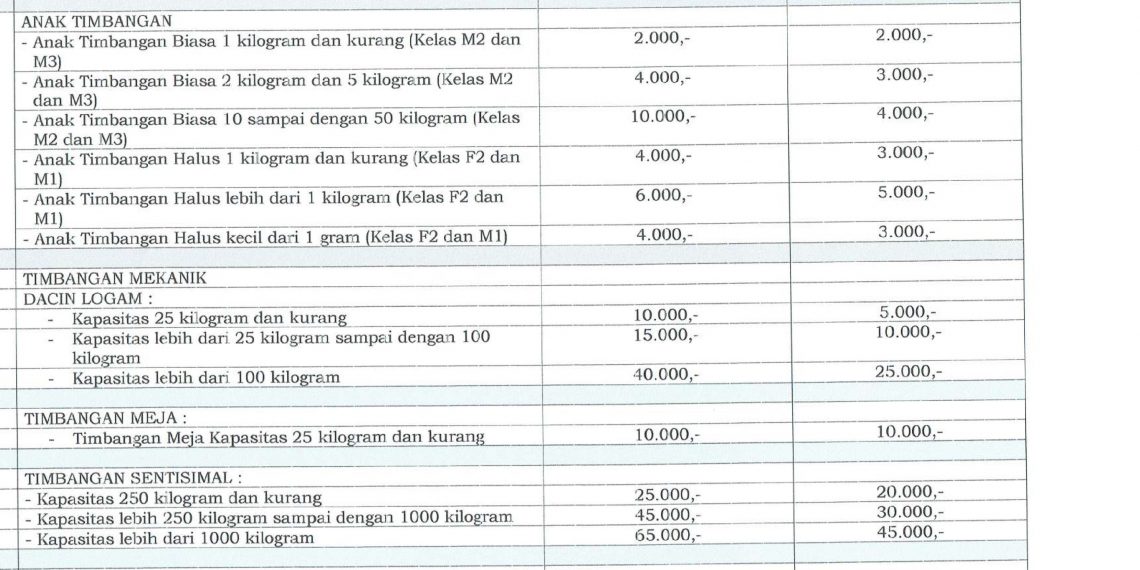 ANAK TIMBANGAN
- Anak Timbangan Biasa 1 kilogram dan kurang (Kelas M2 dan 2.000,- 2.000,-
M3)
- Anak Timbangan Biasa 2 kilogram dan 5 kilogram (Kelas M2 4.000,- 3.000,-
dan M3)
- Anak Timbangan Biasa 10 sampai dengan 50 kilogram (Kelas 10.000,- 4.000,-
M2 dan M3)
- Anak Timbangan Halus 1 kilogram dan kurang (Kelas F2 dan 4.000,- 3.000,-
M1)
- Anak Timbangan Halus lebih dari 1 kilogram (Kelas F2 dan 6.000,- 5.000,-
M1)
- Anak Timbangan Halus kecil dari 1 gram (Kelas F2 dan M1) 4.000,- 3.000,-
TIMBANGAN MEKANIK
DACIN LOGAM :
- Kapasitas 25 kilogram dan kurang 10.000,- 5.000,-
- Kapasitas lebih dari 25 kilogram sampai dengan 100 15.000,- 10.000,-
kilogram
- Kapasitas lebih dari 100 kilogram 40.000,- 25.000,-
TIMBANGAN MEJA :
- Timbangan Meja Kapasitas 25 kilogram dan kurang 10.000,- 10.000,-
TIMBANGAN SENTISIMAL :
- Kapasitas 250 kilogram dan kurang 25.000,- 20.000,-
- Kapasitas lebih 250 kilogram sampai dengan 1000 kilogram 45.000,- 30.000,-
- Kapasitas lebih dari 1000 kilogram 65.000,- 45.000,-